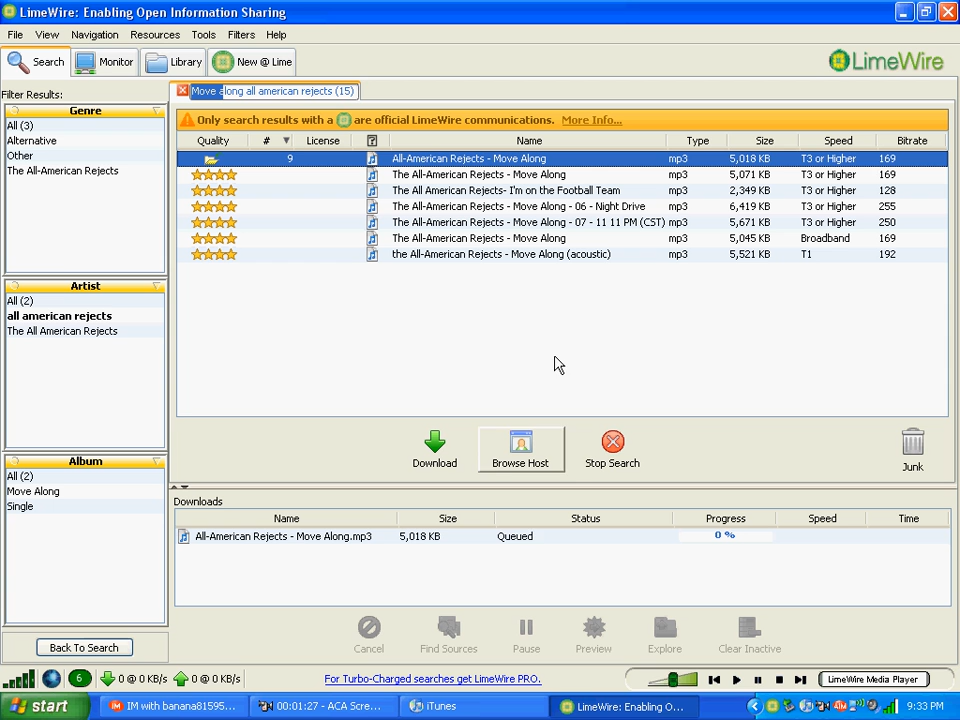 LimeWire: Enabling Open Information Sharing
File View Navigation Resources Tools Filters Help
Search Monitor Library New @ Lime LimeWire
Filter Results:
Move along all american rejects (15)
Genre
All (3)
Alternative
Other
The All-American Rejects
Artist
All (2)
all american rejects
The All American Rejects
Album
All (2)
Move Along
Single
Back To Search
Only search results with a are official LimeWire communications. More Info...
Quality # License ? Name Type Size Speed Bitrate
9 All-American Rejects - Move Along mp3 5,018 KB T3 or Higher 169
The All-American Rejects - Move Along mp3 5,071 KB T3 or Higher 169
The All American Rejects- I'm on the Football Team mp3 2,349 KB T3 or Higher 128
The All-American Rejects - Move Along - 06 - Night Drive mp3 6,419 KB T3 or Higher 255
The All-American Rejects - Move Along - 07 - 11 11 PM (CST) mp3 5,671 KB T3 or Higher 250
The All-American Rejects - Move Along mp3 5,045 KB Broadband 169
the All-American Rejects - Move Along (acoustic) mp3 5,521 KB T1 192
Download Browse Host Stop Search Junk
Downloads
Name Size Status Progress Speed Time
All-American Rejects - Move Along.mp3 5,018 KB Queued 0 %
Cancel Find Sources Pause Preview Explore Clear Inactive
6 0 @ 0 KB/s 0 @ 0 KB/s For Turbo-Charged searches get LimeWire PRO. LimeWire Media Player
start IM with banana81595... 00:01:27 - ACA Scre... iTunes LimeWire: Enabling O... 9:33 PM